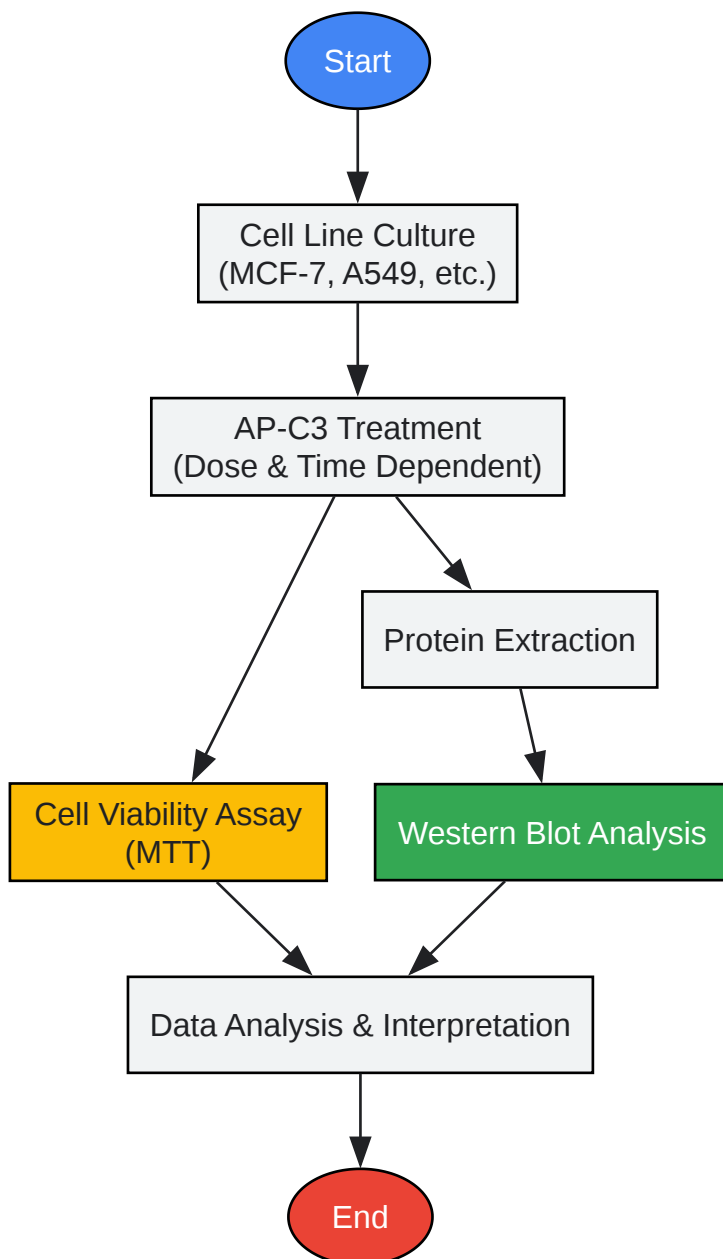 Start
Cell Line Culture
(MCF-7, A549, etc.)
AP-C3 Treatment
(Dose & Time Dependent)
Protein Extraction
Cell Viability Assay
(MTT)
Western Blot Analysis
Data Analysis & Interpretation
End